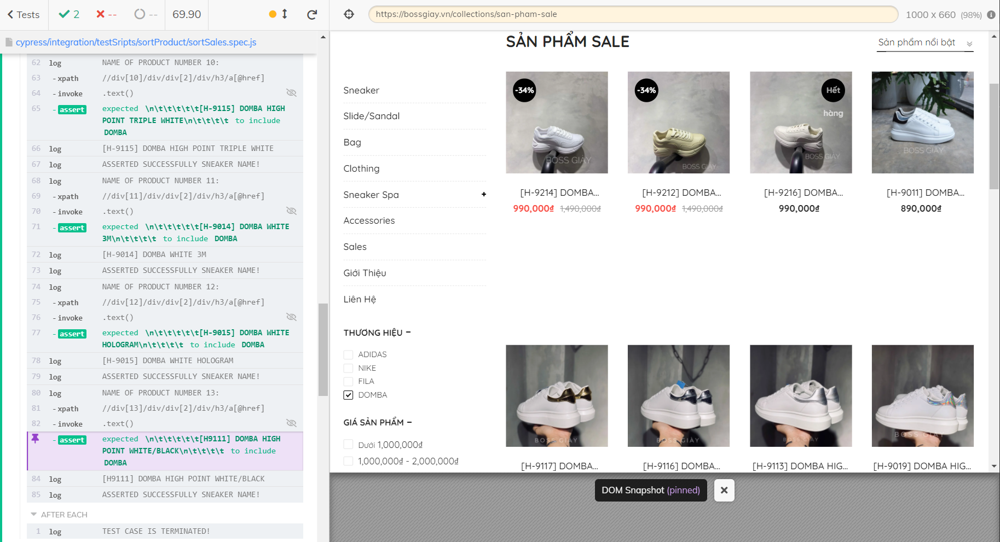 Tests
2
--
--
69.90
https://bossgiay.vn/collections/san-pham-sale
1000 x 660 (98%)
cypress/integration/testSripts/sortProduct/sortSales.spec.js
62 log NAME OF PRODUCT NUMBER 10:
63 - xpath //div[10]/div/div[2]/div/h3/a[@href]
64 - invoke .text()
65 - assert expected \n\t\t\t\t\t[H-9115] DOMBA HIGH
POINT TRIPLE WHITE\n\t\t\t\t to include
DOMBA
66 log [H-9115] DOMBA HIGH POINT TRIPLE WHITE
67 log ASSERTED SUCCESSFULLY SNEAKER NAME!
68 log NAME OF PRODUCT NUMBER 11:
69 - xpath //div[11]/div/div[2]/div/h3/a[@href]
70 - invoke .text()
71 - assert expected \n\t\t\t\t\t[H-9014] DOMBA WHITE
3M\n\t\t\t\t to include DOMBA
72 log [H-9014] DOMBA WHITE 3M
73 log ASSERTED SUCCESSFULLY SNEAKER NAME!
74 log NAME OF PRODUCT NUMBER 12:
75 - xpath //div[12]/div/div[2]/div/h3/a[@href]
76 - invoke .text()
77 - assert expected \n\t\t\t\t\t[H-9015] DOMBA WHITE
HOLOGRAM\n\t\t\t\t to include DOMBA
78 log [H-9015] DOMBA WHITE HOLOGRAM
79 log ASSERTED SUCCESSFULLY SNEAKER NAME!
80 log NAME OF PRODUCT NUMBER 13:
81 - xpath //div[13]/div/div[2]/div/h3/a[@href]
82 - invoke .text()
- assert expected \n\t\t\t\t\t[H9111] DOMBA HIGH
POINT WHITE/BLACK\n\t\t\t\t to include
DOMBA
84 log [H9111] DOMBA HIGH POINT WHITE/BLACK
85 log ASSERTED SUCCESSFULLY SNEAKER NAME!
AFTER EACH
1 log TEST CASE IS TERMINATED!
SẢN PHẨM SALE
Sản phẩm nổi bật
Sneaker
Slide/Sandal
Bag
Clothing
Sneaker Spa +
Accessories
Sales
Giới Thiệu
Liên Hệ
THƯƠNG HIỆU –
ADIDAS
NIKE
FILA
DOMBA
GIÁ SẢN PHẨM –
Dưới 1,000,000₫
1,000,000₫ - 2,000,000₫
-34%
BOSS GIÀY
[H-9214] DOMBA...
990,000₫ 1,490,000₫
-34%
BOSS GIÀY
[H-9212] DOMBA...
990,000₫ 1,490,000₫
Hết
hàng
BOSS GIÀY
[H-9216] DOMBA...
990,000₫
BOSS GIÀY
[H-9011] DOMBA...
890,000₫
BOSS GIÀY
[H-9117] DOMBA...
BOSS GIÀY
[H-9116] DOMBA...
BOSS GIÀY
[H-9113] DOMBA HIG...
BOSS GIÀY
[H-9019] DOMBA HIG...
DOM Snapshot (pinned)